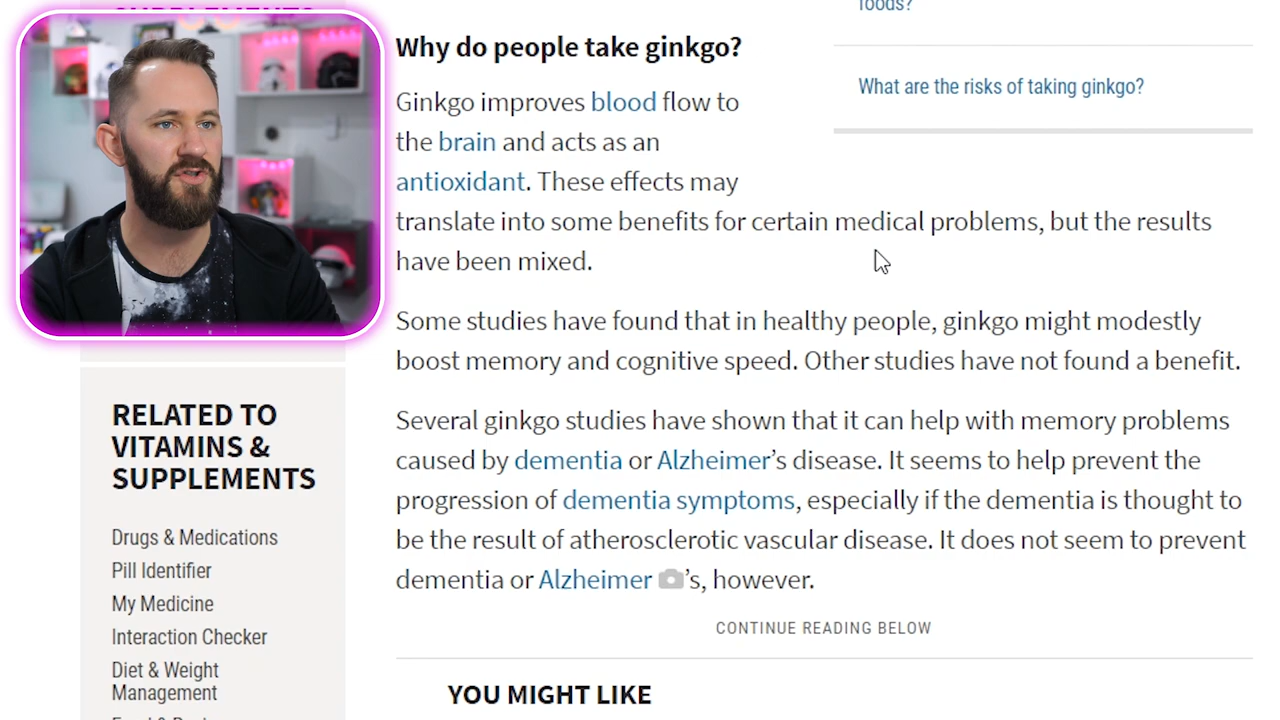 Why do people take ginkgo?
Ginkgo improves blood flow to
the brain and acts as an
antioxidant. These effects may
translate into some benefits for certain medical problems, but the results
have been mixed.
Some studies have found that in healthy people, ginkgo might modestly
boost memory and cognitive speed. Other studies have not found a benefit.
Several ginkgo studies have shown that it can help with memory problems
caused by dementia or Alzheimer's disease. It seems to help prevent the
progression of dementia symptoms, especially if the dementia is thought to
be the result of atherosclerotic vascular disease. It does not seem to prevent
dementia or Alzheimer 's, however.
CONTINUE READING BELOW
YOU MIGHT LIKE
foods?
What are the risks of taking ginkgo?
RELATED TO
VITAMINS &
SUPPLEMENTS
Drugs & Medications
Pill Identifier
My Medicine
Interaction Checker
Diet & Weight
Management